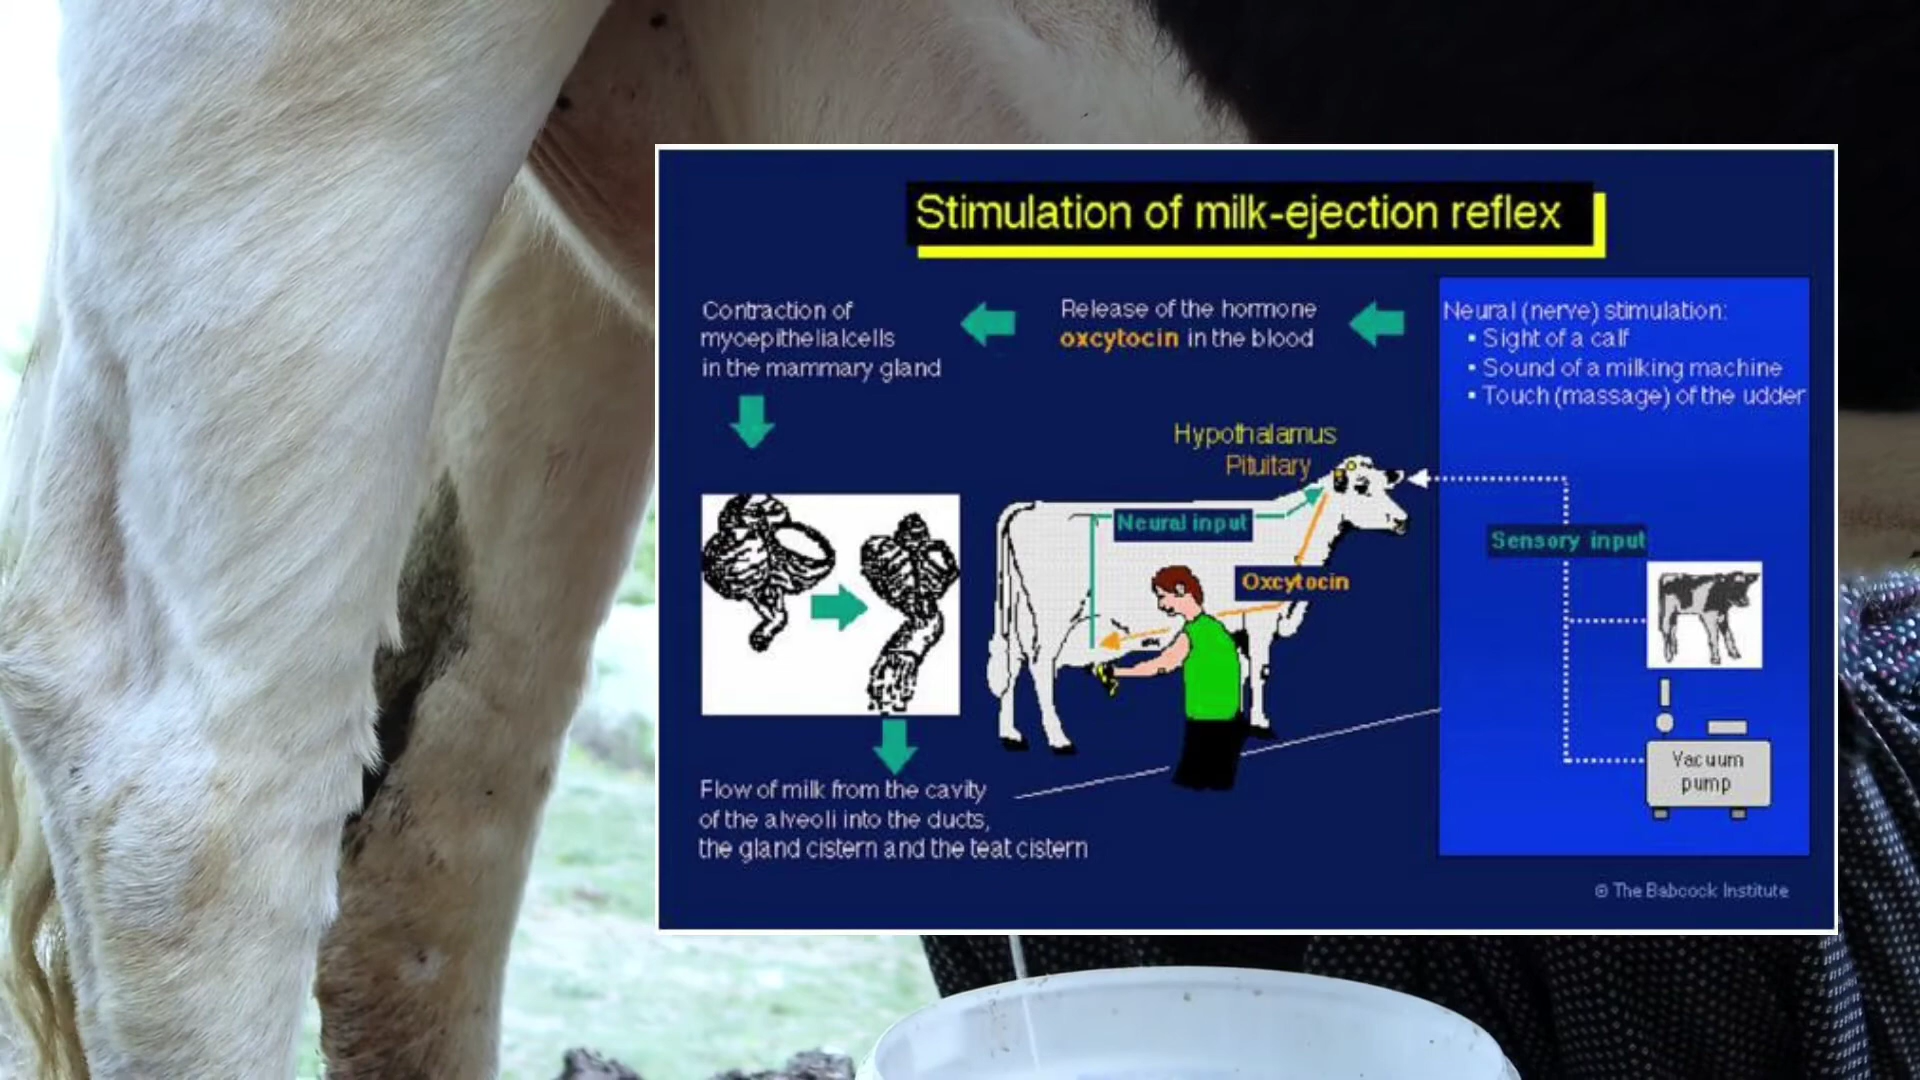 Stimulation of milk-ejection reflex
Contraction of
myoepithelialcells
in the mammary gland
Release of the hormone
oxcytocin in the blood
Neural (nerve) stimulation:
▪ Sight of a calf
▪ Sound of a milking machine
▪ Touch (massage) of the udder
Hypothalamus
Pituitary
Neural input
Sensory input
Oxcytocin
Vacuum
pump
Flow of milk from the cavity
of the alveoli into the ducts,
the gland cistern and the teat cistern
© The Babcock Institute